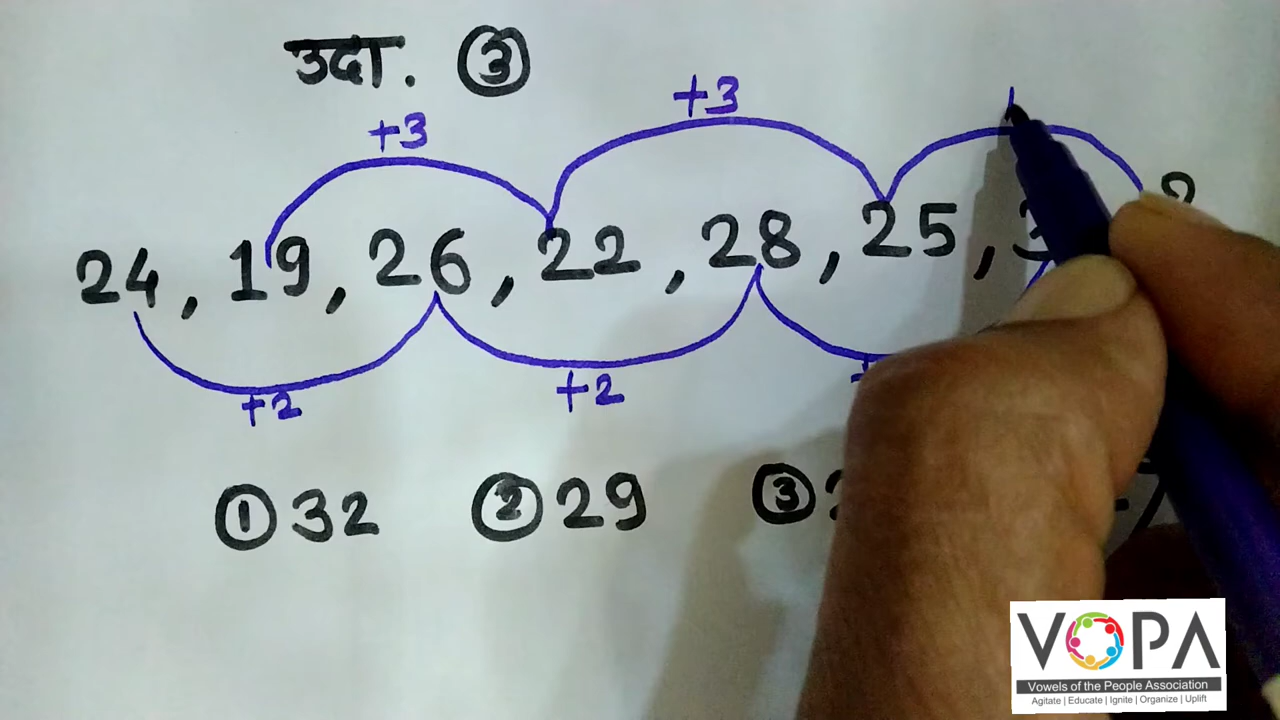 उदा. ③
+3 +3
24, 19, 26, 22, 28, 25, 3 ?
+2 +2
① 32 ② 29 ③
VOPA
Vowels of the People Association
Agitate | Educate | Ignite | Organize | Uplift